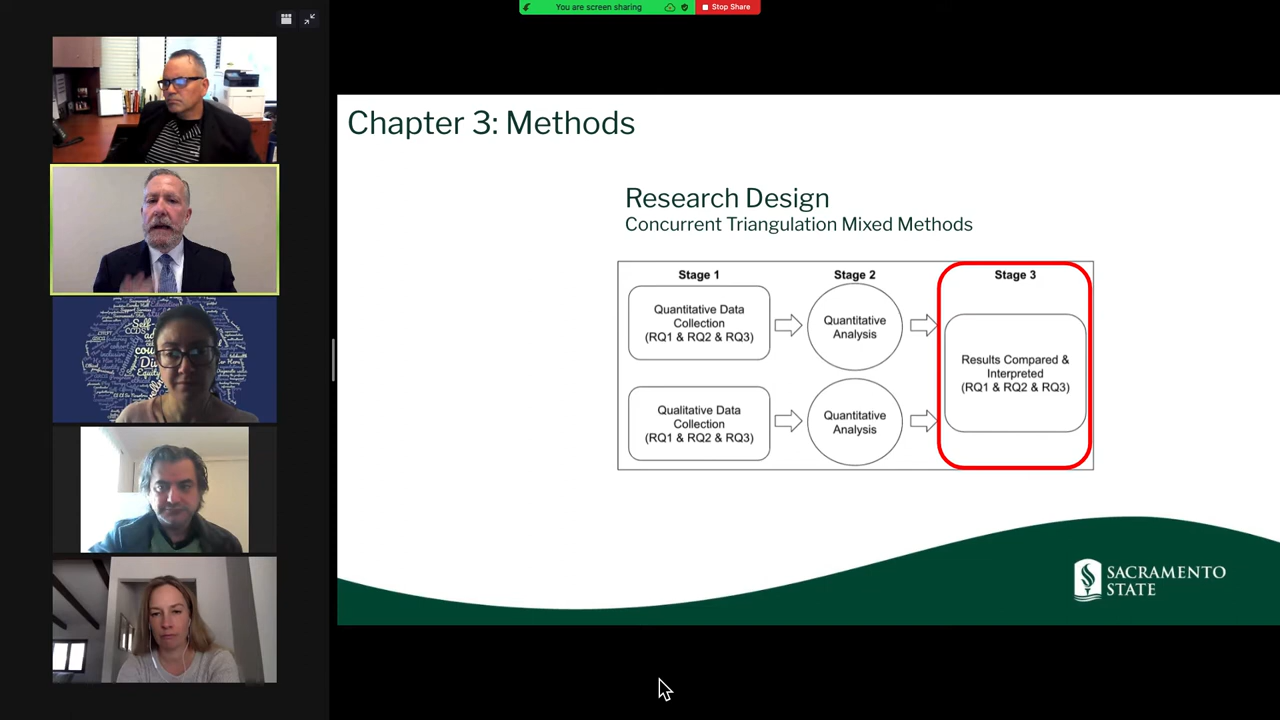 You are screen sharing
Stop Share
Chapter 3: Methods
Research Design
Concurrent Triangulation Mixed Methods
Stage 1
Stage 2
Stage 3
Quantitative Data
Collection
(RQ1 & RQ2 & RQ3)
Quantitative
Analysis
Results Compared &
Interpreted
(RQ1 & RQ2 & RQ3)
Qualitative Data
Collection
(RQ1 & RQ2 & RQ3)
Quantitative
Analysis
SACRAMENTO
STATE